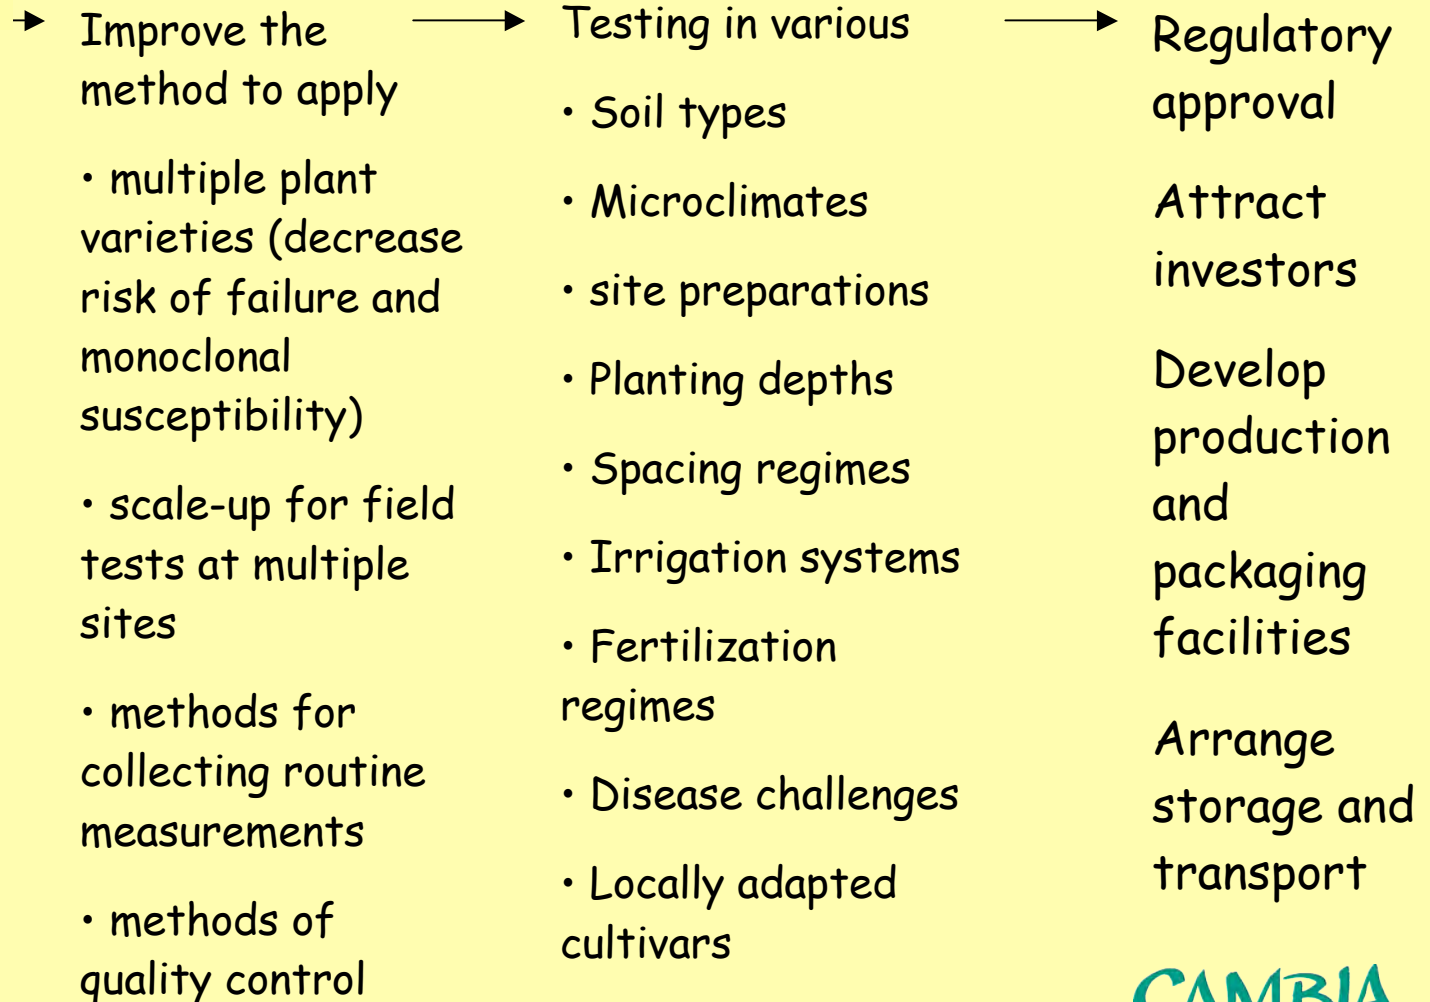 Improve the
method to apply
• multiple plant
varieties (decrease
risk of failure and
monoclonal
susceptibility)
• scale-up for field
tests at multiple
sites
• methods for
collecting routine
measurements
• methods of
quality control
Testing in various
• Soil types
• Microclimates
• site preparations
• Planting depths
• Spacing regimes
• Irrigation systems
• Fertilization
regimes
• Disease challenges
• Locally adapted
cultivars
Regulatory
approval
Attract
investors
Develop
production
and
packaging
facilities
Arrange
storage and
transport
CAMBIA